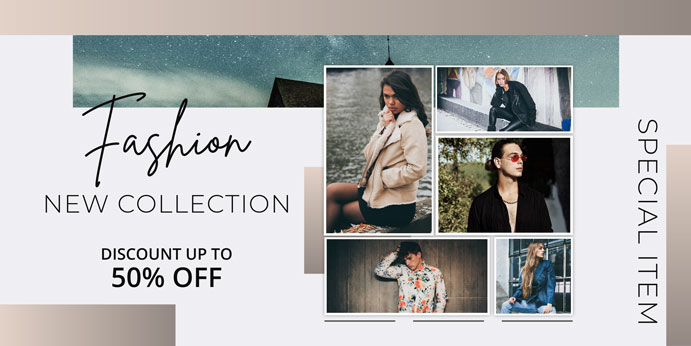 Fashion
NEW COLLECTION
DISCOUNT UP TO
50% OFF
SPECIAL ITEM